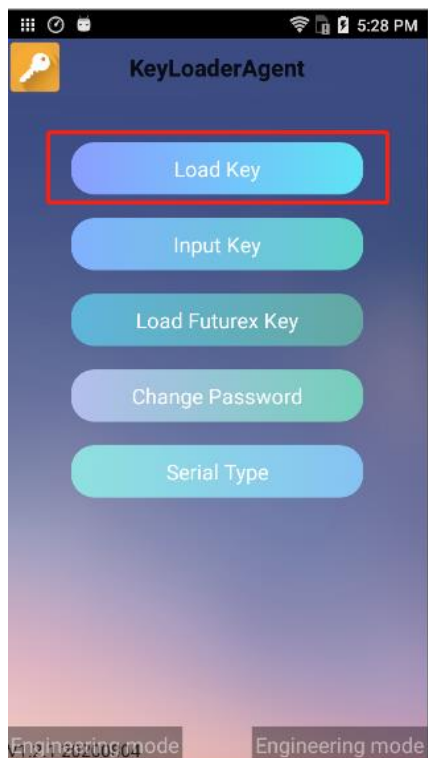 5:28 PM
KeyLoaderAgent
Load Key
Input Key
Load Futurex Key
Change Password
Serial Type
Engineering mode
Engineering mode